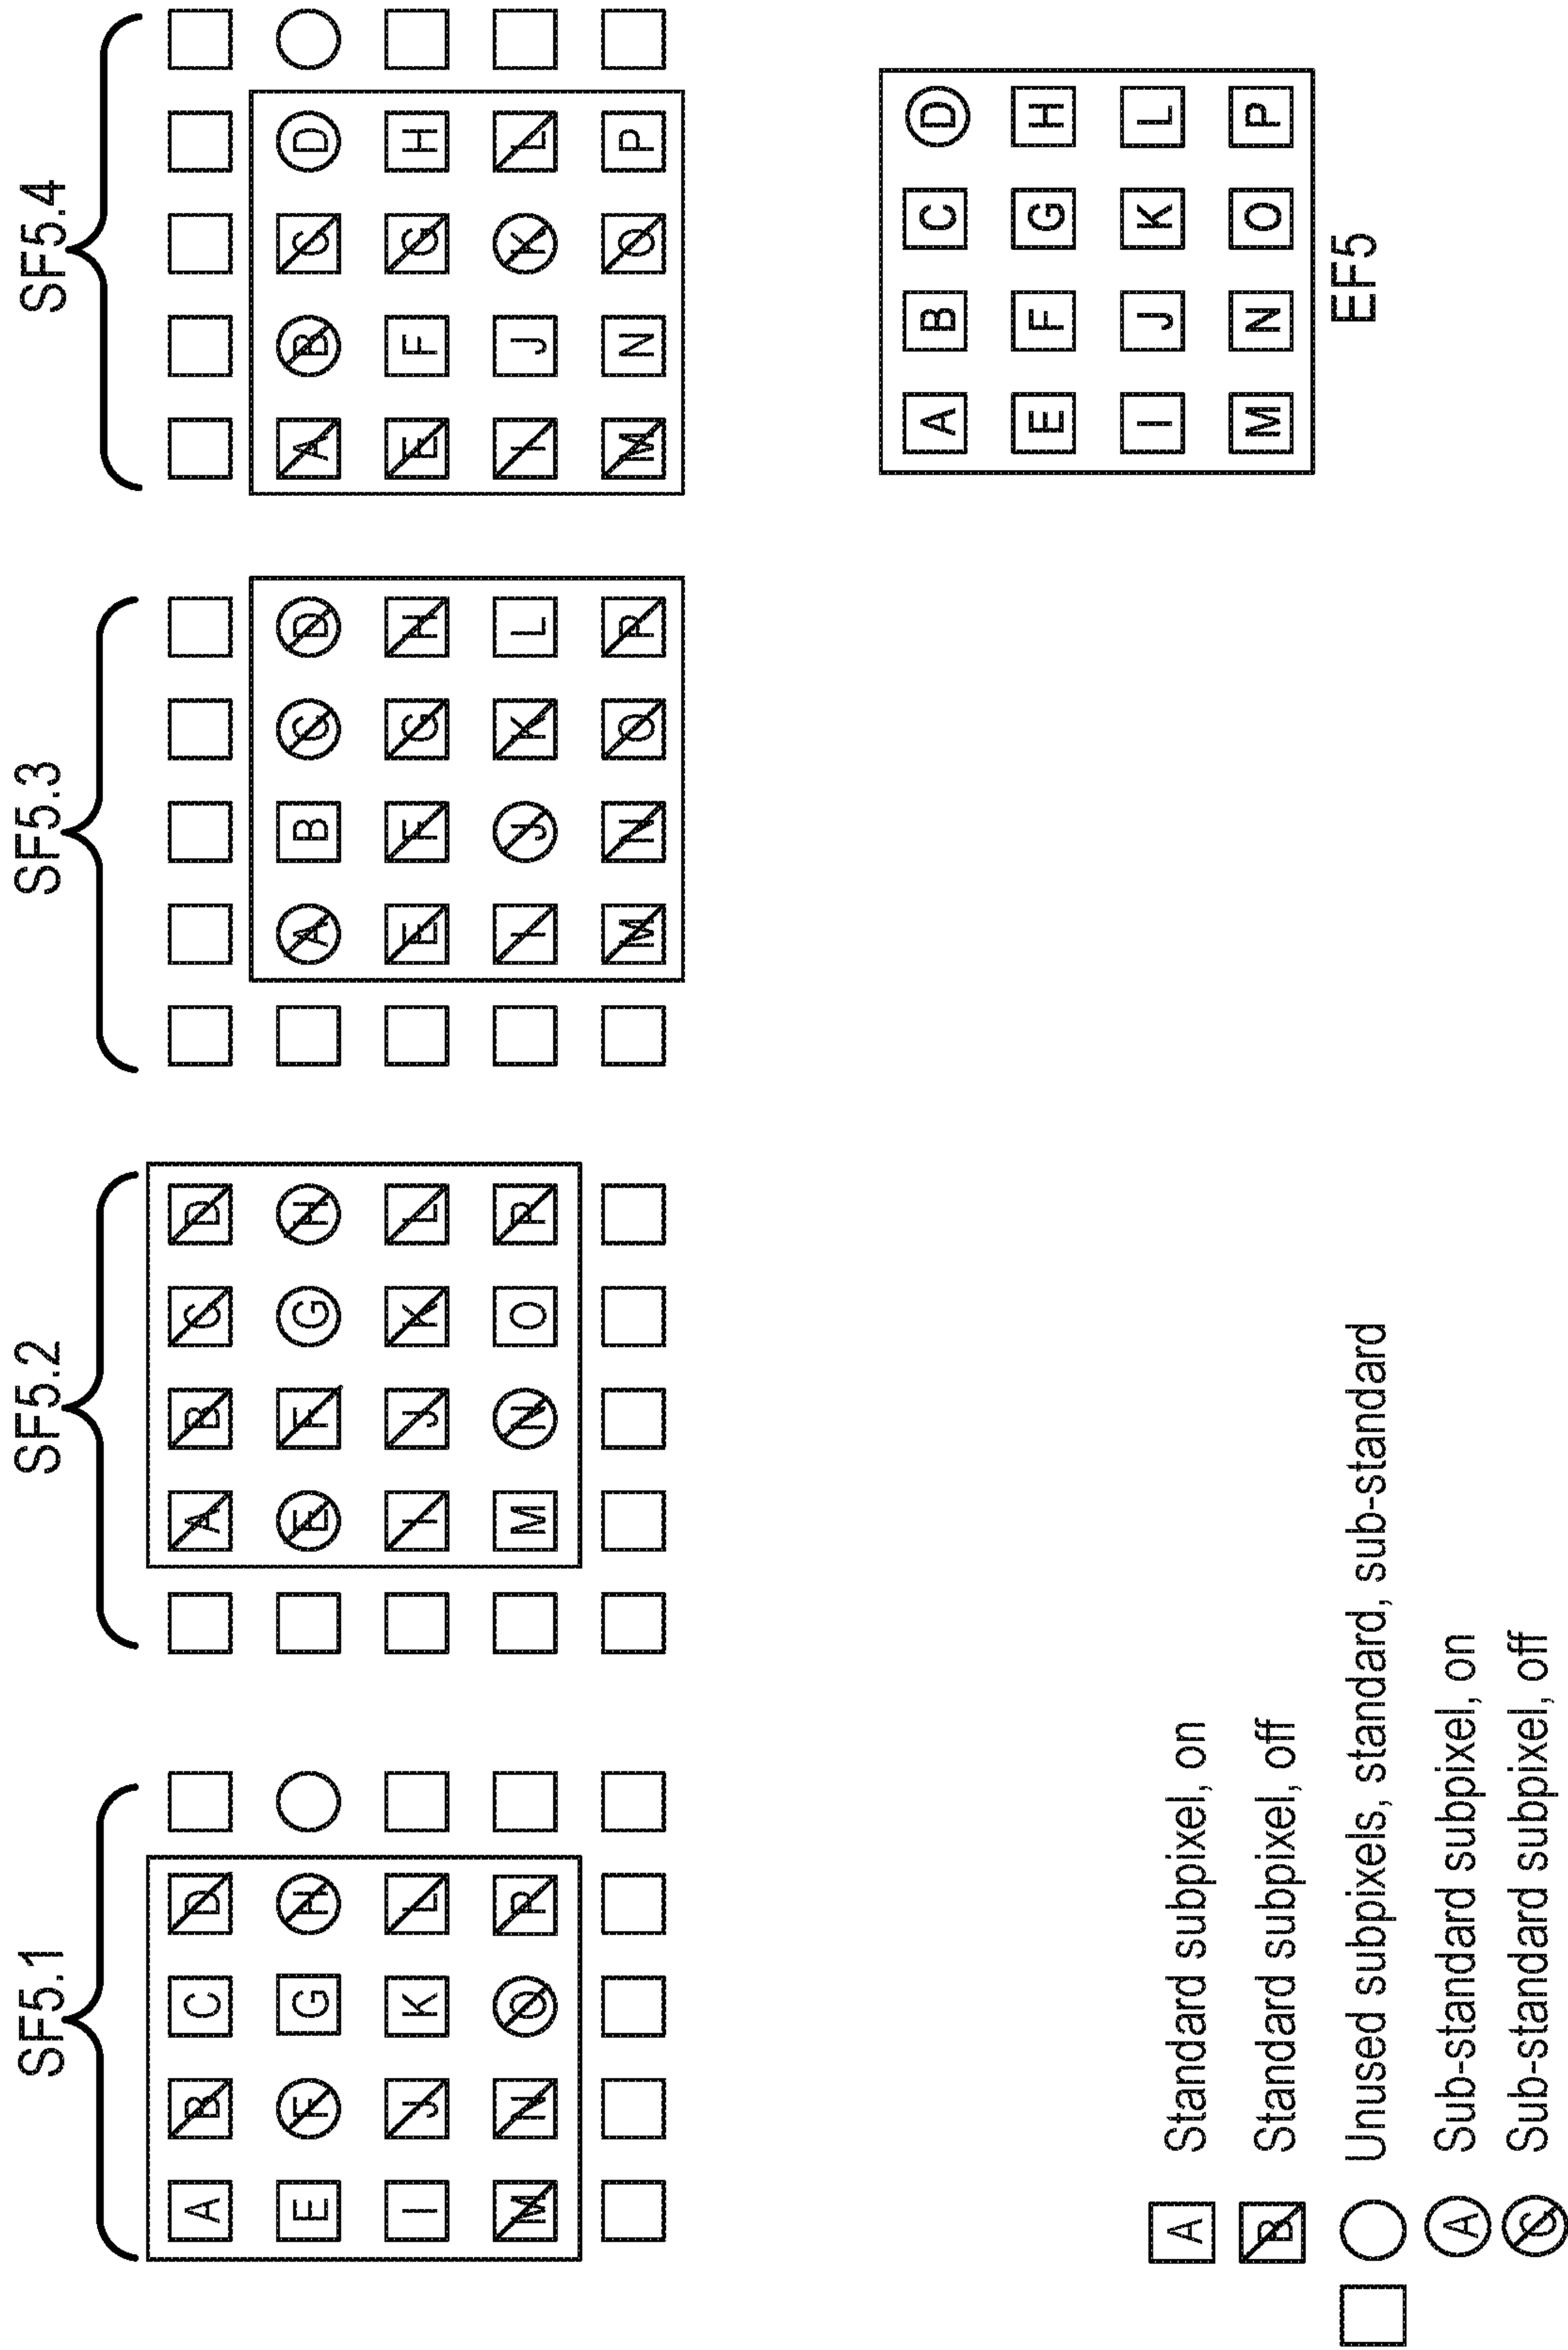 SF5.1
A B C D
E F G H
I J K L
M N O P
SF5.2
A B C D
E F G H
I J K L
M N O P
SF5.3
A B C D
E F G H
I J K L
M N O P
SF5.4
A B C D
E F G H
I J K L
M N O P
A B C D
E F G H
I J K L
M N O P
EF5
A Standard subpixel, on
B Standard subpixel, off
Unused subpixels, standard, sub-standard
A Sub-standard subpixel, on
C Sub-standard subpixel, off